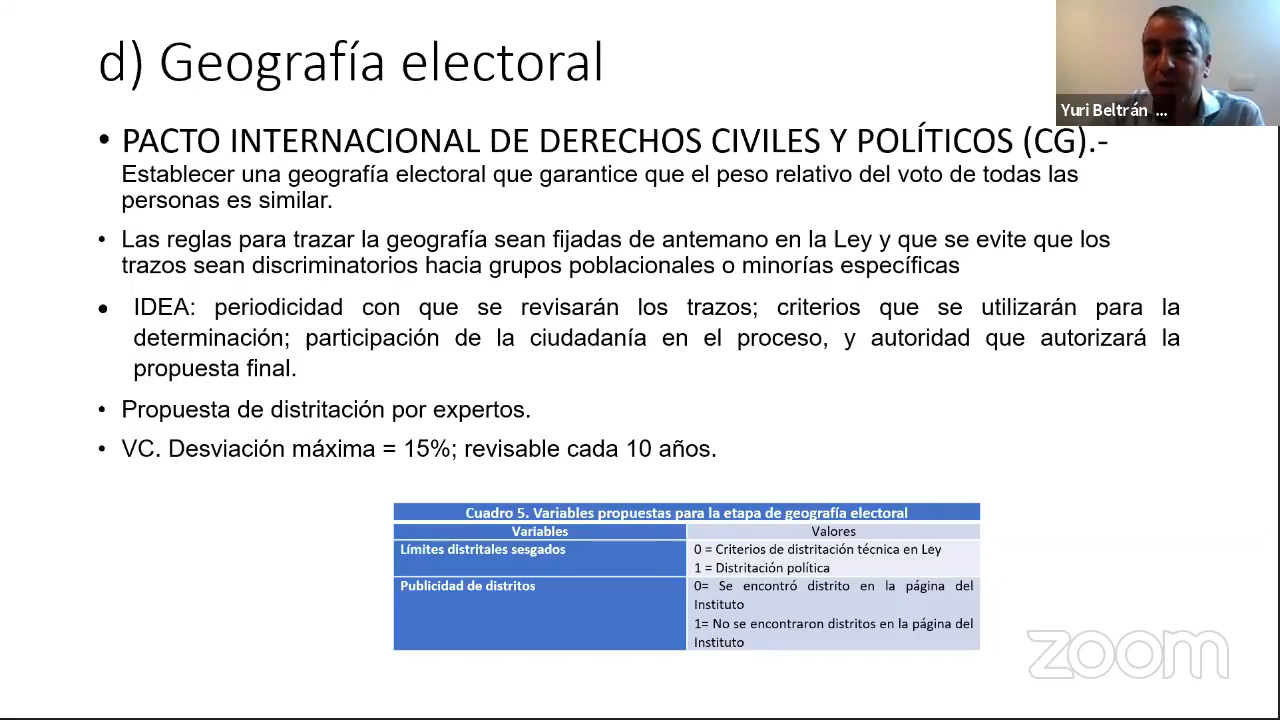 d) Geografía electoral
Yuri Beltrán ...
• PACTO INTERNACIONAL DE DERECHOS CIVILES Y POLÍTICOS (CG).-
Establecer una geografía electoral que garantice que el peso relativo del voto de todas las
personas es similar.
• Las reglas para trazar la geografía sean fijadas de antemano en la Ley y que se evite que los
trazos sean discriminatorios hacia grupos poblacionales o minorías específicas
• IDEA: periodicidad con que se revisarán los trazos; criterios que se utilizarán para la
determinación; participación de la ciudadanía en el proceso, y autoridad que autorizará la
propuesta final.
• Propuesta de distritación por expertos.
• VC. Desviación máxima = 15%; revisable cada 10 años.
Cuadro 5. Variables propuestas para la etapa de geografía electoral
Variables Valores
Límites distritales sesgados 0 = Criterios de distritación técnica en Ley
1 = Distritación política
Publicidad de distritos 0= Se encontró distrito en la página del
Instituto
1= No se encontraron distritos en la página del
Instituto
zoom